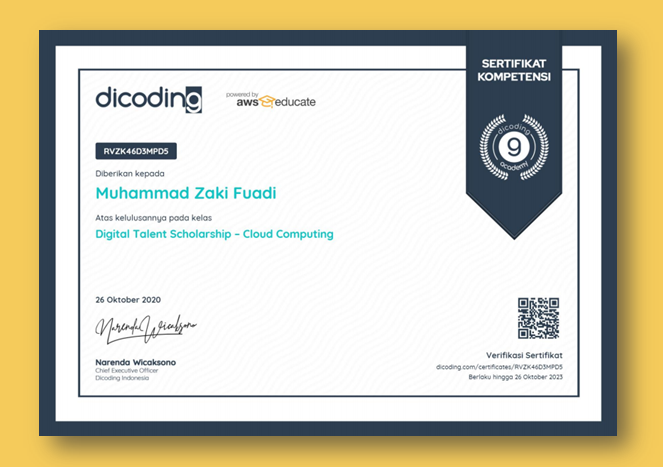 dicoding
powered by
aws educate
SERTIFIKAT
KOMPETENSI
dicoding
9
academy
RVZK46D3MPD5
Diberikan kepada
Muhammad Zaki Fuadi
Atas kelulusannya pada kelas
Digital Talent Scholarship – Cloud Computing
26 Oktober 2020
Narenda Wicaksono
Narenda Wicaksono
Chief Executive Officer
Dicoding Indonesia
Verifikasi Sertifikat
dicoding.com/certificates/RVZK46D3MPD5
Berlaku hingga 26 Oktober 2023